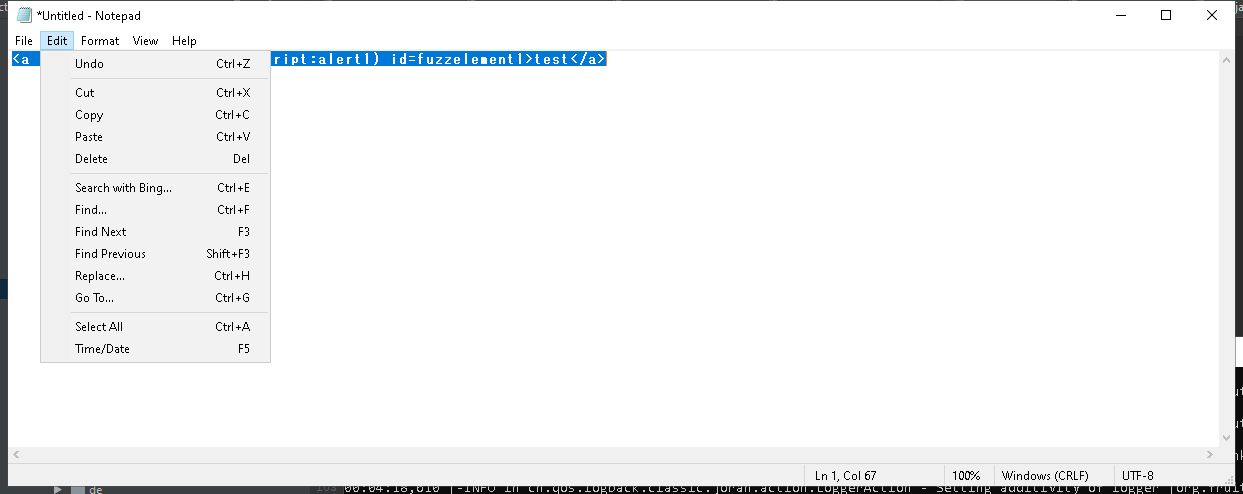 *Untitled - Notepad
File Edit Format View Help
<a ript:alert1) id=fuzzelement1>test</a>
Undo Ctrl+Z
Cut Ctrl+X
Copy Ctrl+C
Paste Ctrl+V
Delete Del
Search with Bing... Ctrl+E
Find... Ctrl+F
Find Next F3
Find Previous Shift+F3
Replace... Ctrl+H
Go To... Ctrl+G
Select All Ctrl+A
Time/Date F5
Ln 1, Col 67 100% Windows (CRLF) UTF-8
de 00:04:18,610 |-INFO in ch.qos.logback.classic.joran.action.LoggerAction - Setting additivity of logger